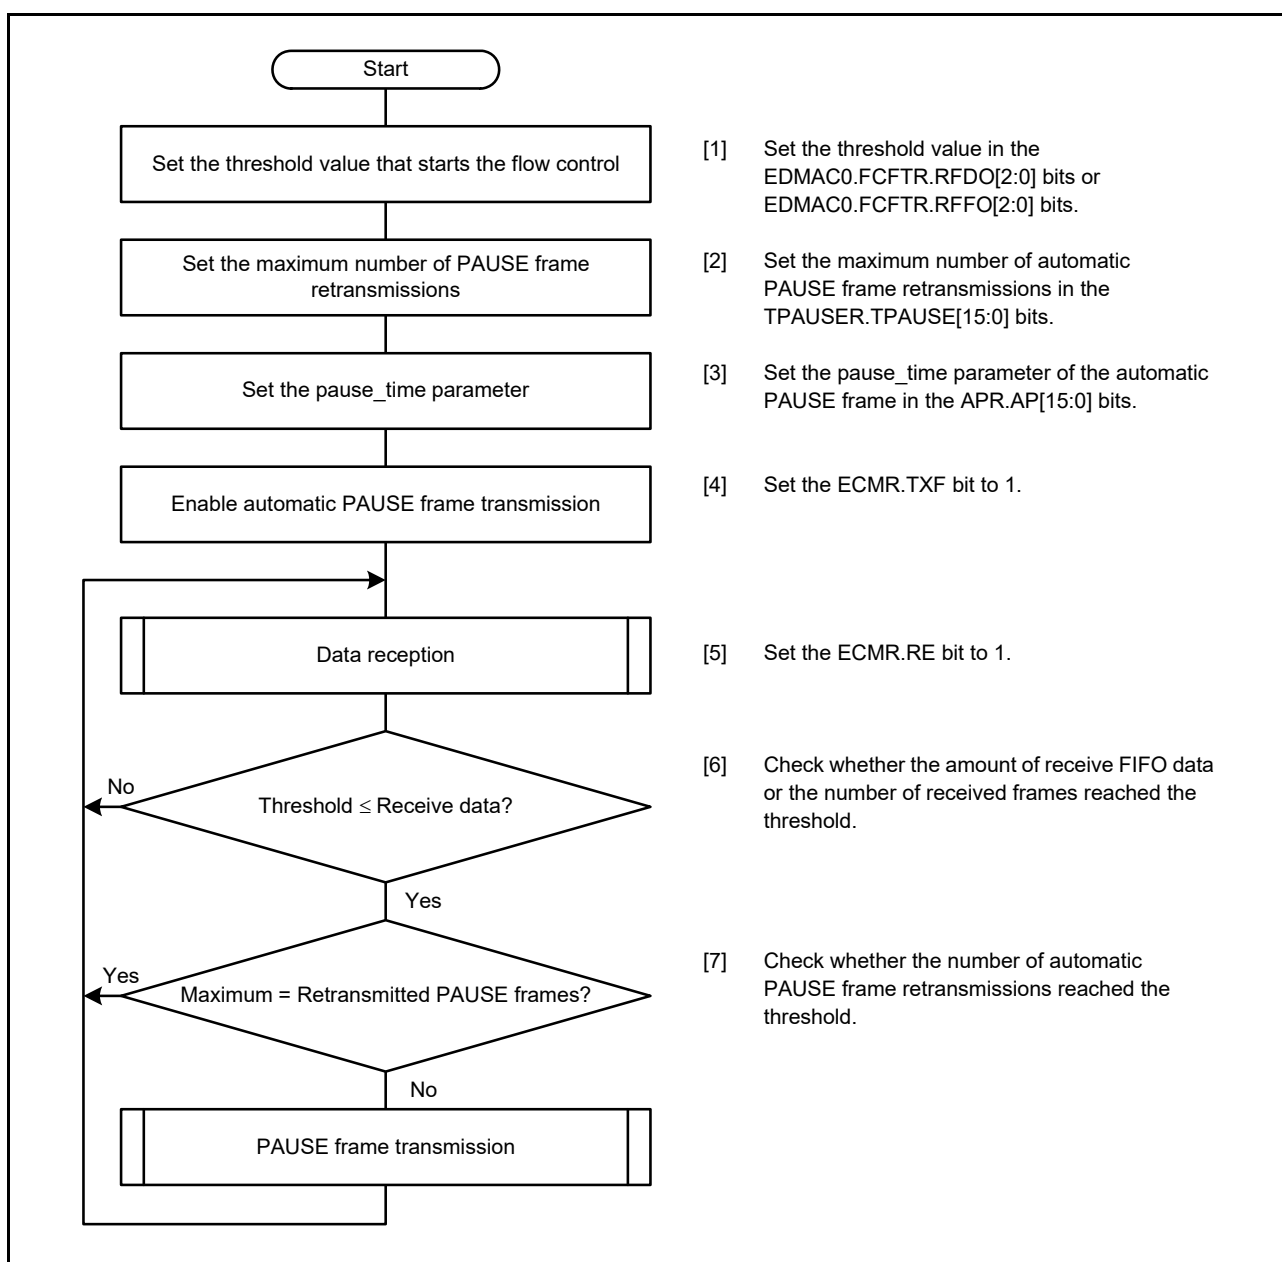 Start
Set the threshold value that starts the flow control
[1] Set the threshold value in the
EDMAC0.FCFTR.RFDO[2:0] bits or
EDMAC0.FCFTR.RFFO[2:0] bits.
Set the maximum number of PAUSE frame
retransmissions
[2] Set the maximum number of automatic
PAUSE frame retransmissions in the
TPAUSER.TPAUSE[15:0] bits.
Set the pause_time parameter
[3] Set the pause_time parameter of the automatic
PAUSE frame in the APR.AP[15:0] bits.
Enable automatic PAUSE frame transmission
[4] Set the ECMR.TXF bit to 1.
Data reception
[5] Set the ECMR.RE bit to 1.
No
Threshold ≤ Receive data?
[6] Check whether the amount of receive FIFO data
or the number of received frames reached the
threshold.
Yes
Yes
Maximum = Retransmitted PAUSE frames?
[7] Check whether the number of automatic
PAUSE frame retransmissions reached the
threshold.
No
PAUSE frame transmission